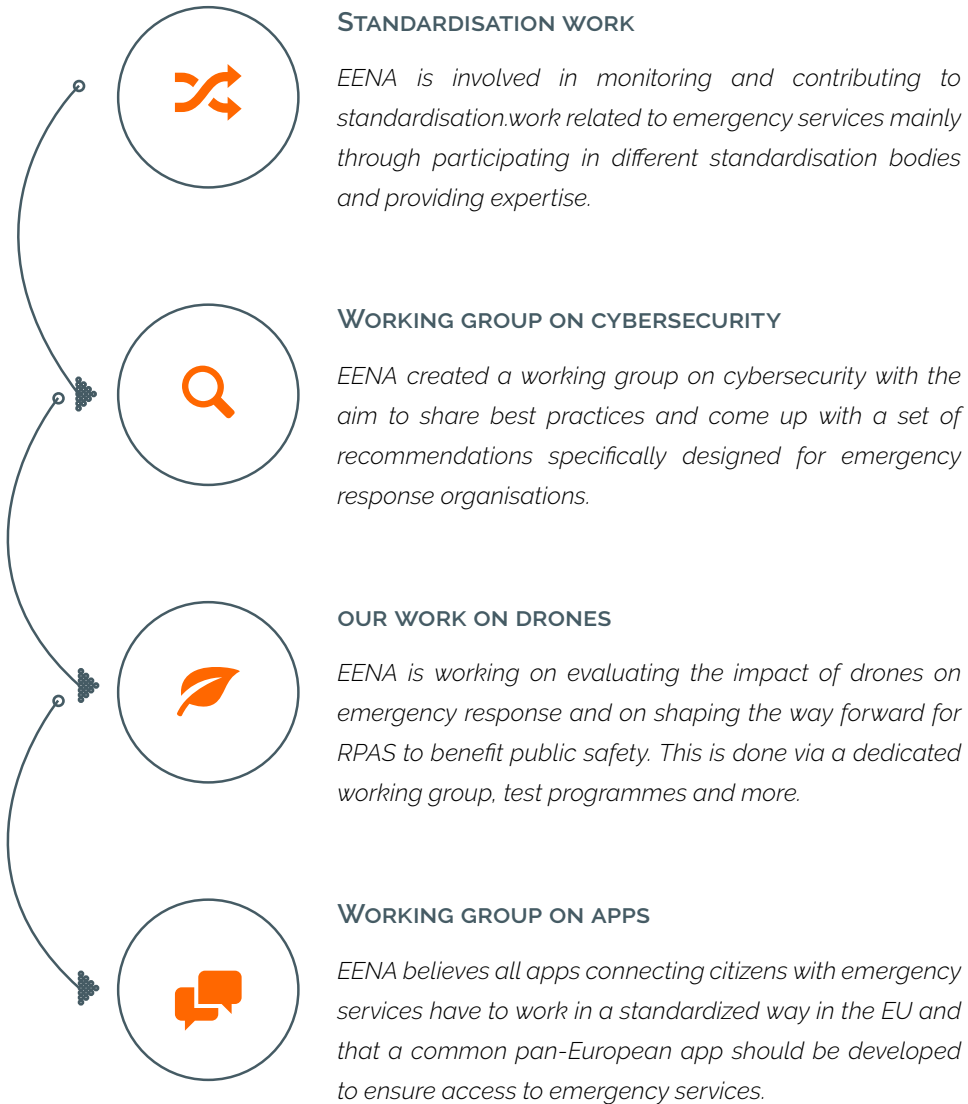 STANDARDISATION WORK
EENA is involved in monitoring and contributing to
standardisation.work related to emergency services mainly
through participating in different standardisation bodies
and providing expertise.
WORKING GROUP ON CYBERSECURITY
EENA created a working group on cybersecurity with the
aim to share best practices and come up with a set of
recommendations specifically designed for emergency
response organisations.
OUR WORK ON DRONES
EENA is working on evaluating the impact of drones on
emergency response and on shaping the way forward for
RPAS to benefit public safety. This is done via a dedicated
working group, test programmes and more.
WORKING GROUP ON APPS
EENA believes all apps connecting citizens with emergency
services have to work in a standardized way in the EU and
that a common pan-European app should be developed
to ensure access to emergency services.